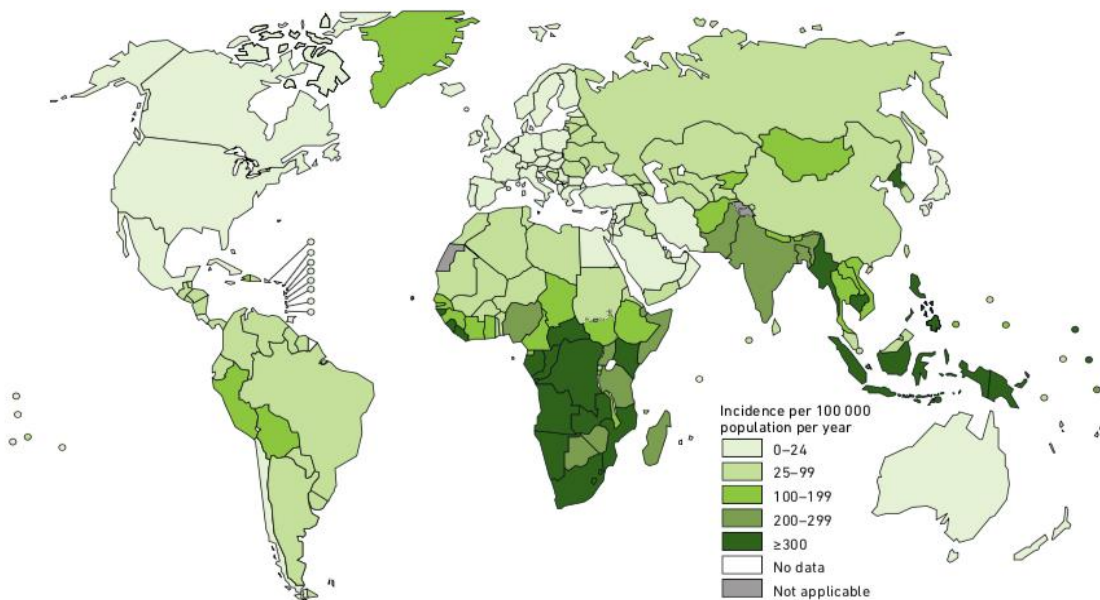 Incidence per 100 000
population per year
0–24
25–99
100–199
200–299
≥300
No data
Not applicable